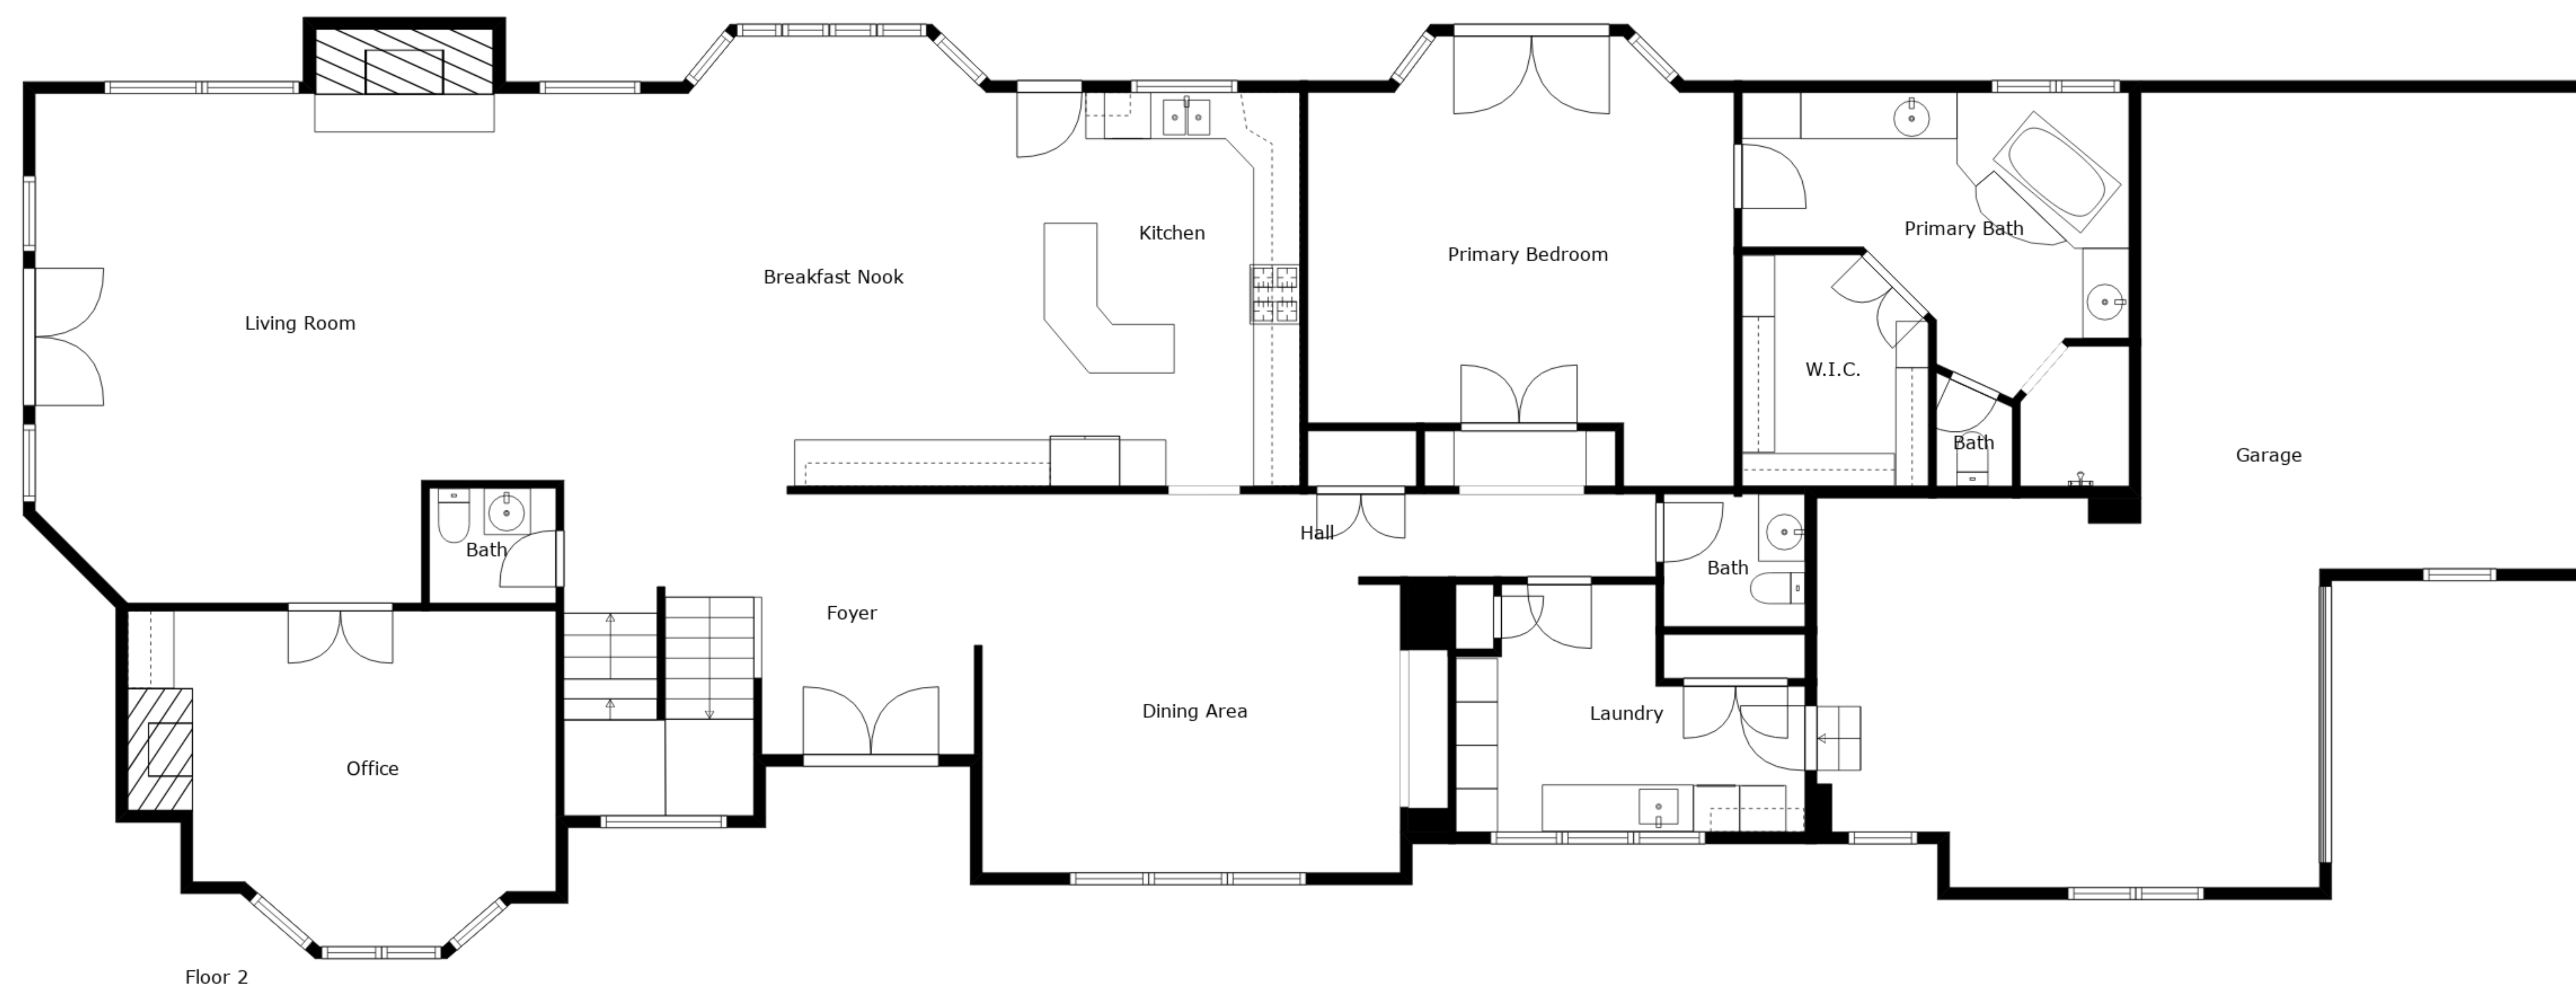 Primary Bath
Kitchen
Primary Bedroom
Breakfast Nook
Living Room
W.I.C.
Bath
Garage
Hall
Bath
Bath
Foyer
Dining Area
Laundry
Office
Floor 2